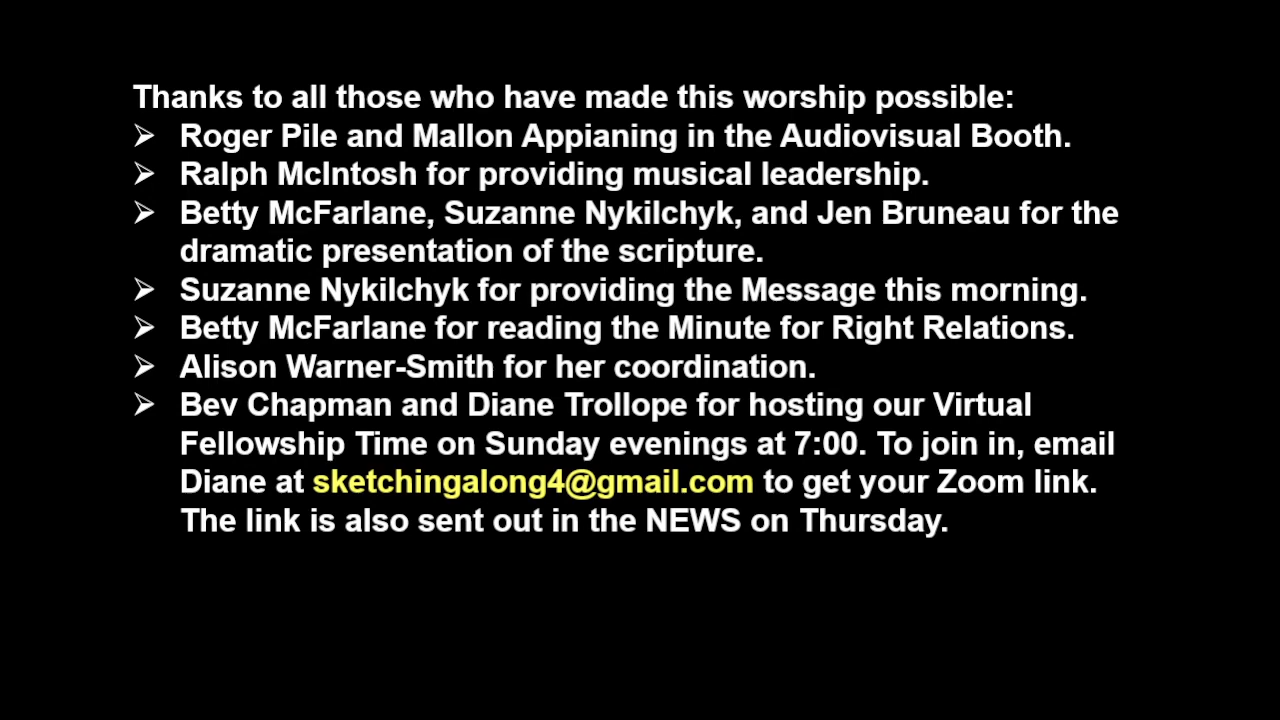 Thanks to all those who have made this worship possible:
➢ Roger Pile and Mallon Appianing in the Audiovisual Booth.
➢ Ralph McIntosh for providing musical leadership.
➢ Betty McFarlane, Suzanne Nykilchyk, and Jen Bruneau for the
dramatic presentation of the scripture.
➢ Suzanne Nykilchyk for providing the Message this morning.
➢ Betty McFarlane for reading the Minute for Right Relations.
➢ Alison Warner-Smith for her coordination.
➢ Bev Chapman and Diane Trollope for hosting our Virtual
Fellowship Time on Sunday evenings at 7:00. To join in, email
Diane at sketchingalong4@gmail.com to get your Zoom link.
The link is also sent out in the NEWS on Thursday.